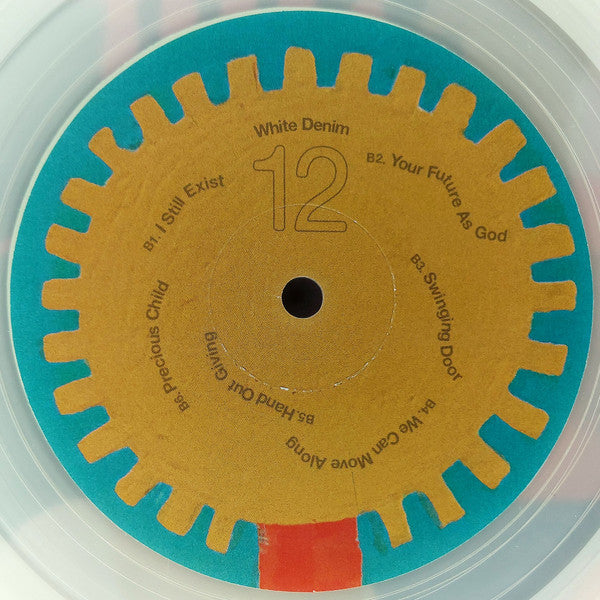 White Denim
12
B1. I Still Exist
B2. Your Future As God
B3. Swinging Door
B4. We Can Move Along
B5. Hand Out Giving
B6. Precious Child